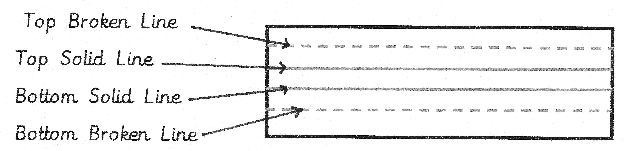 Top Broken Line
Top Solid Line
Bottom Solid Line
Bottom Broken Line